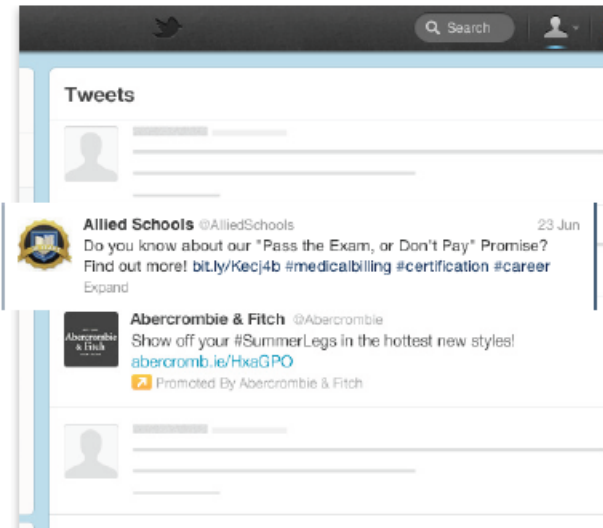 Search
Tweets
Allied Schools @AlliedSchools 23 Jun
Do you know about our "Pass the Exam, or Don't Pay" Promise?
Find out more! bit.ly/Kecj4b #medicalbilling #certification #career
Expand
Abercrombie & Fitch @Abercrombie
Abercrombie
& Fitch
Show off your #SummerLegs in the hottest new styles!
abercromb.ie/HxaGPO
Promoted By Abercrombie & Fitch